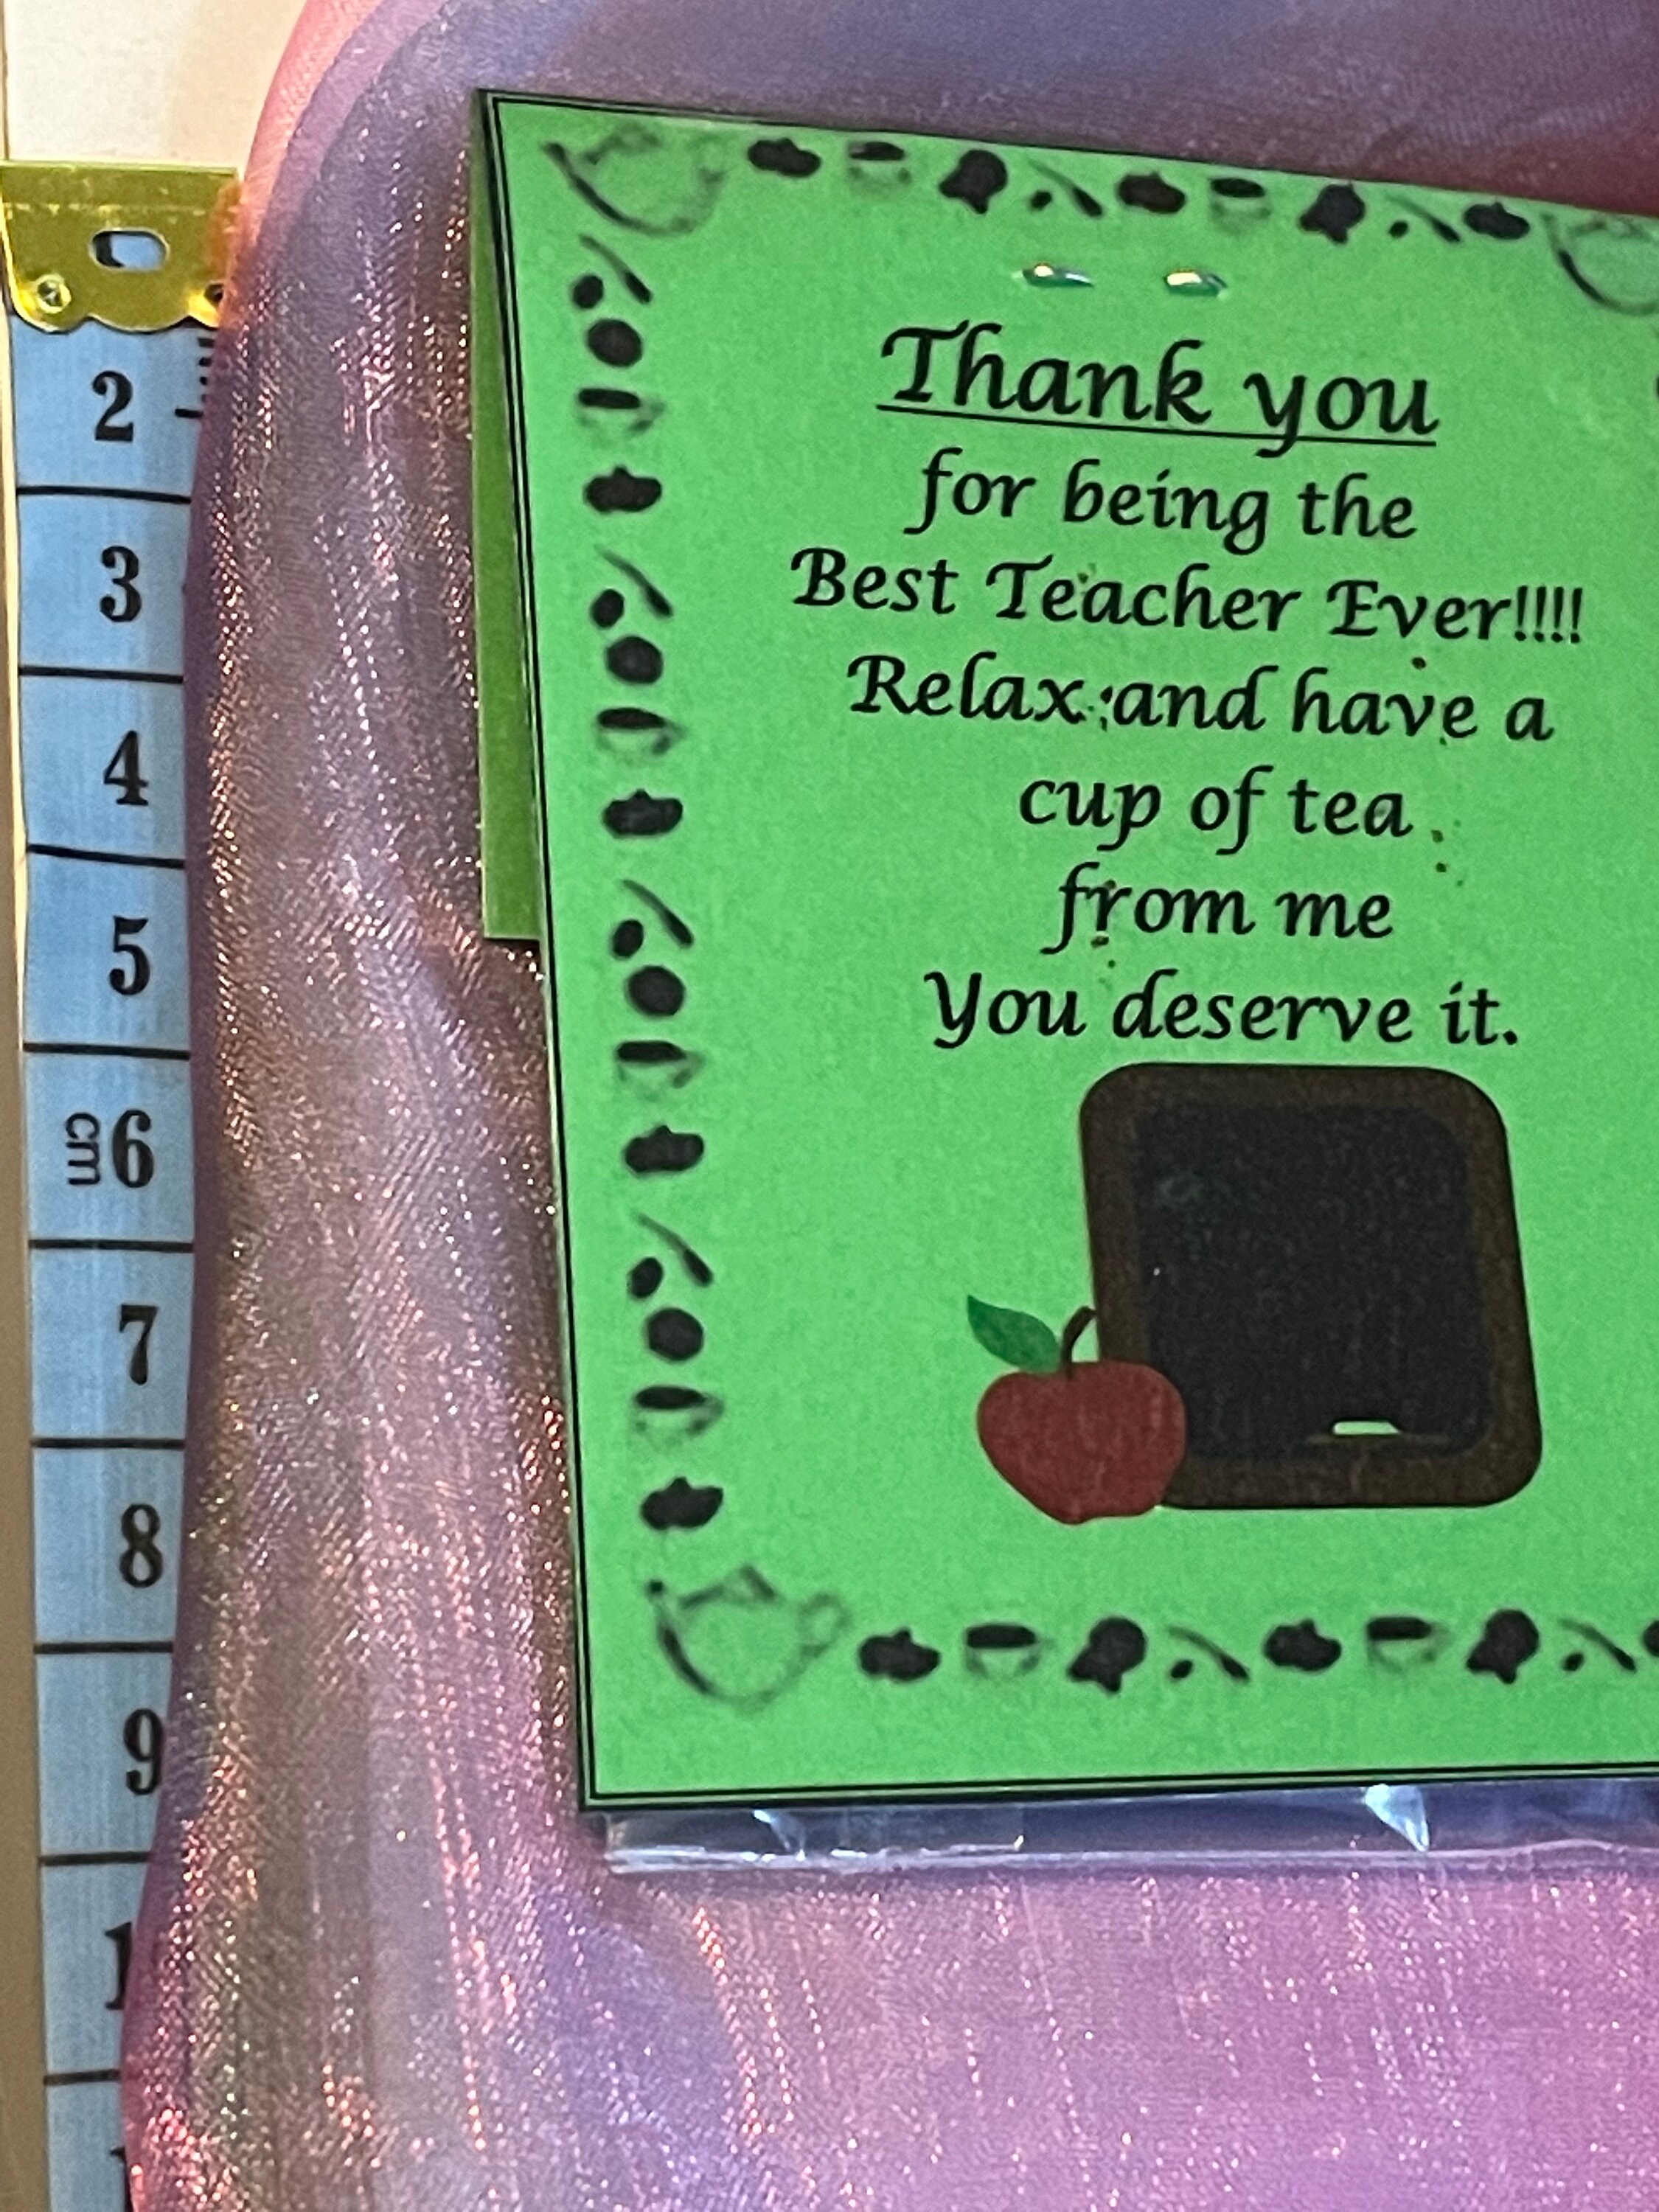 Thank you
for being the
Best Teacher Ever!!!!
Relax and have a
cup of tea
from me
You deserve it.
2
3
4
5
cm 6
7
8
9